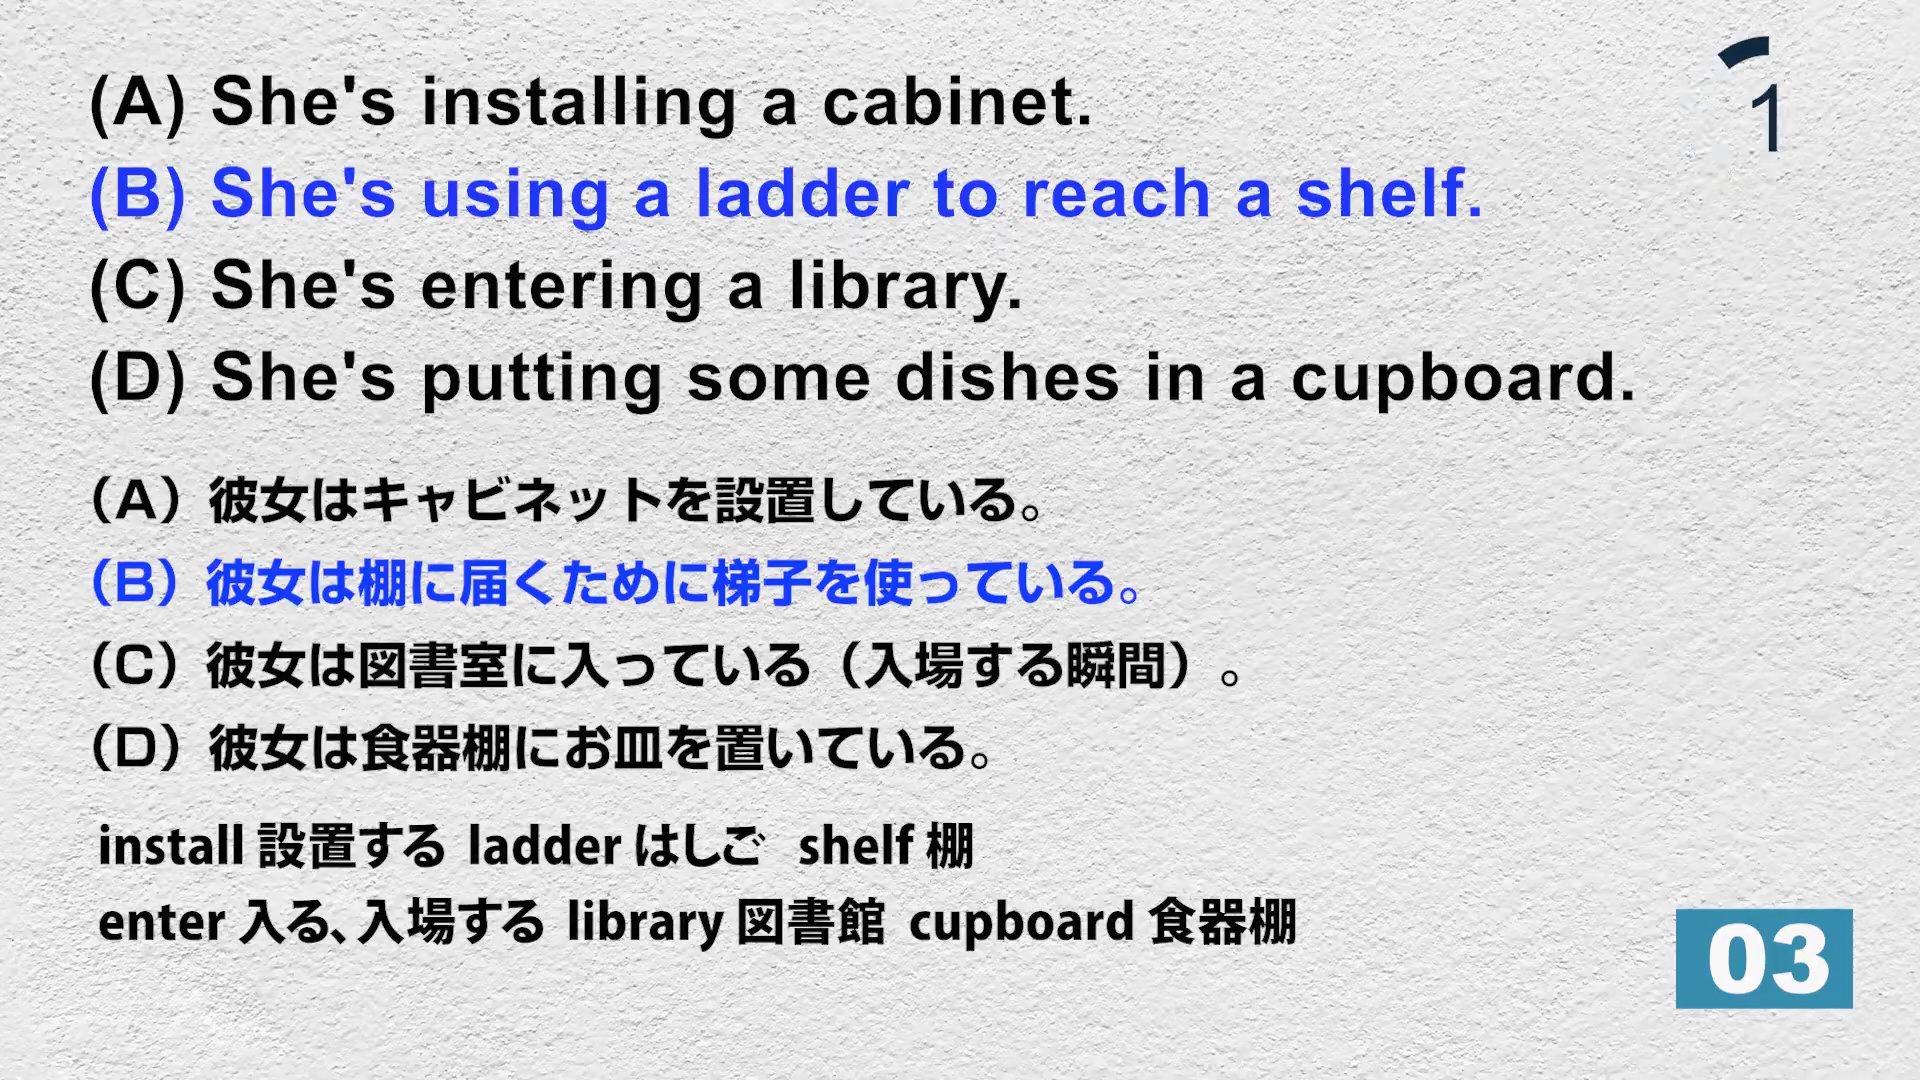 (A) She's installing a cabinet.
1
(B) She's using a ladder to reach a shelf.
(C) She's entering a library.
(D) She's putting some dishes in a cupboard.
（A）彼女はキャビネットを設置している。
（B）彼女は棚に届くために梯子を使っている。
（C）彼女は図書室に入っている（入場する瞬間）。
（D）彼女は食器棚にお皿を置いている。
install 設置する ladder はしご shelf 棚
enter 入る、入場する library 図書館 cupboard 食器棚
03